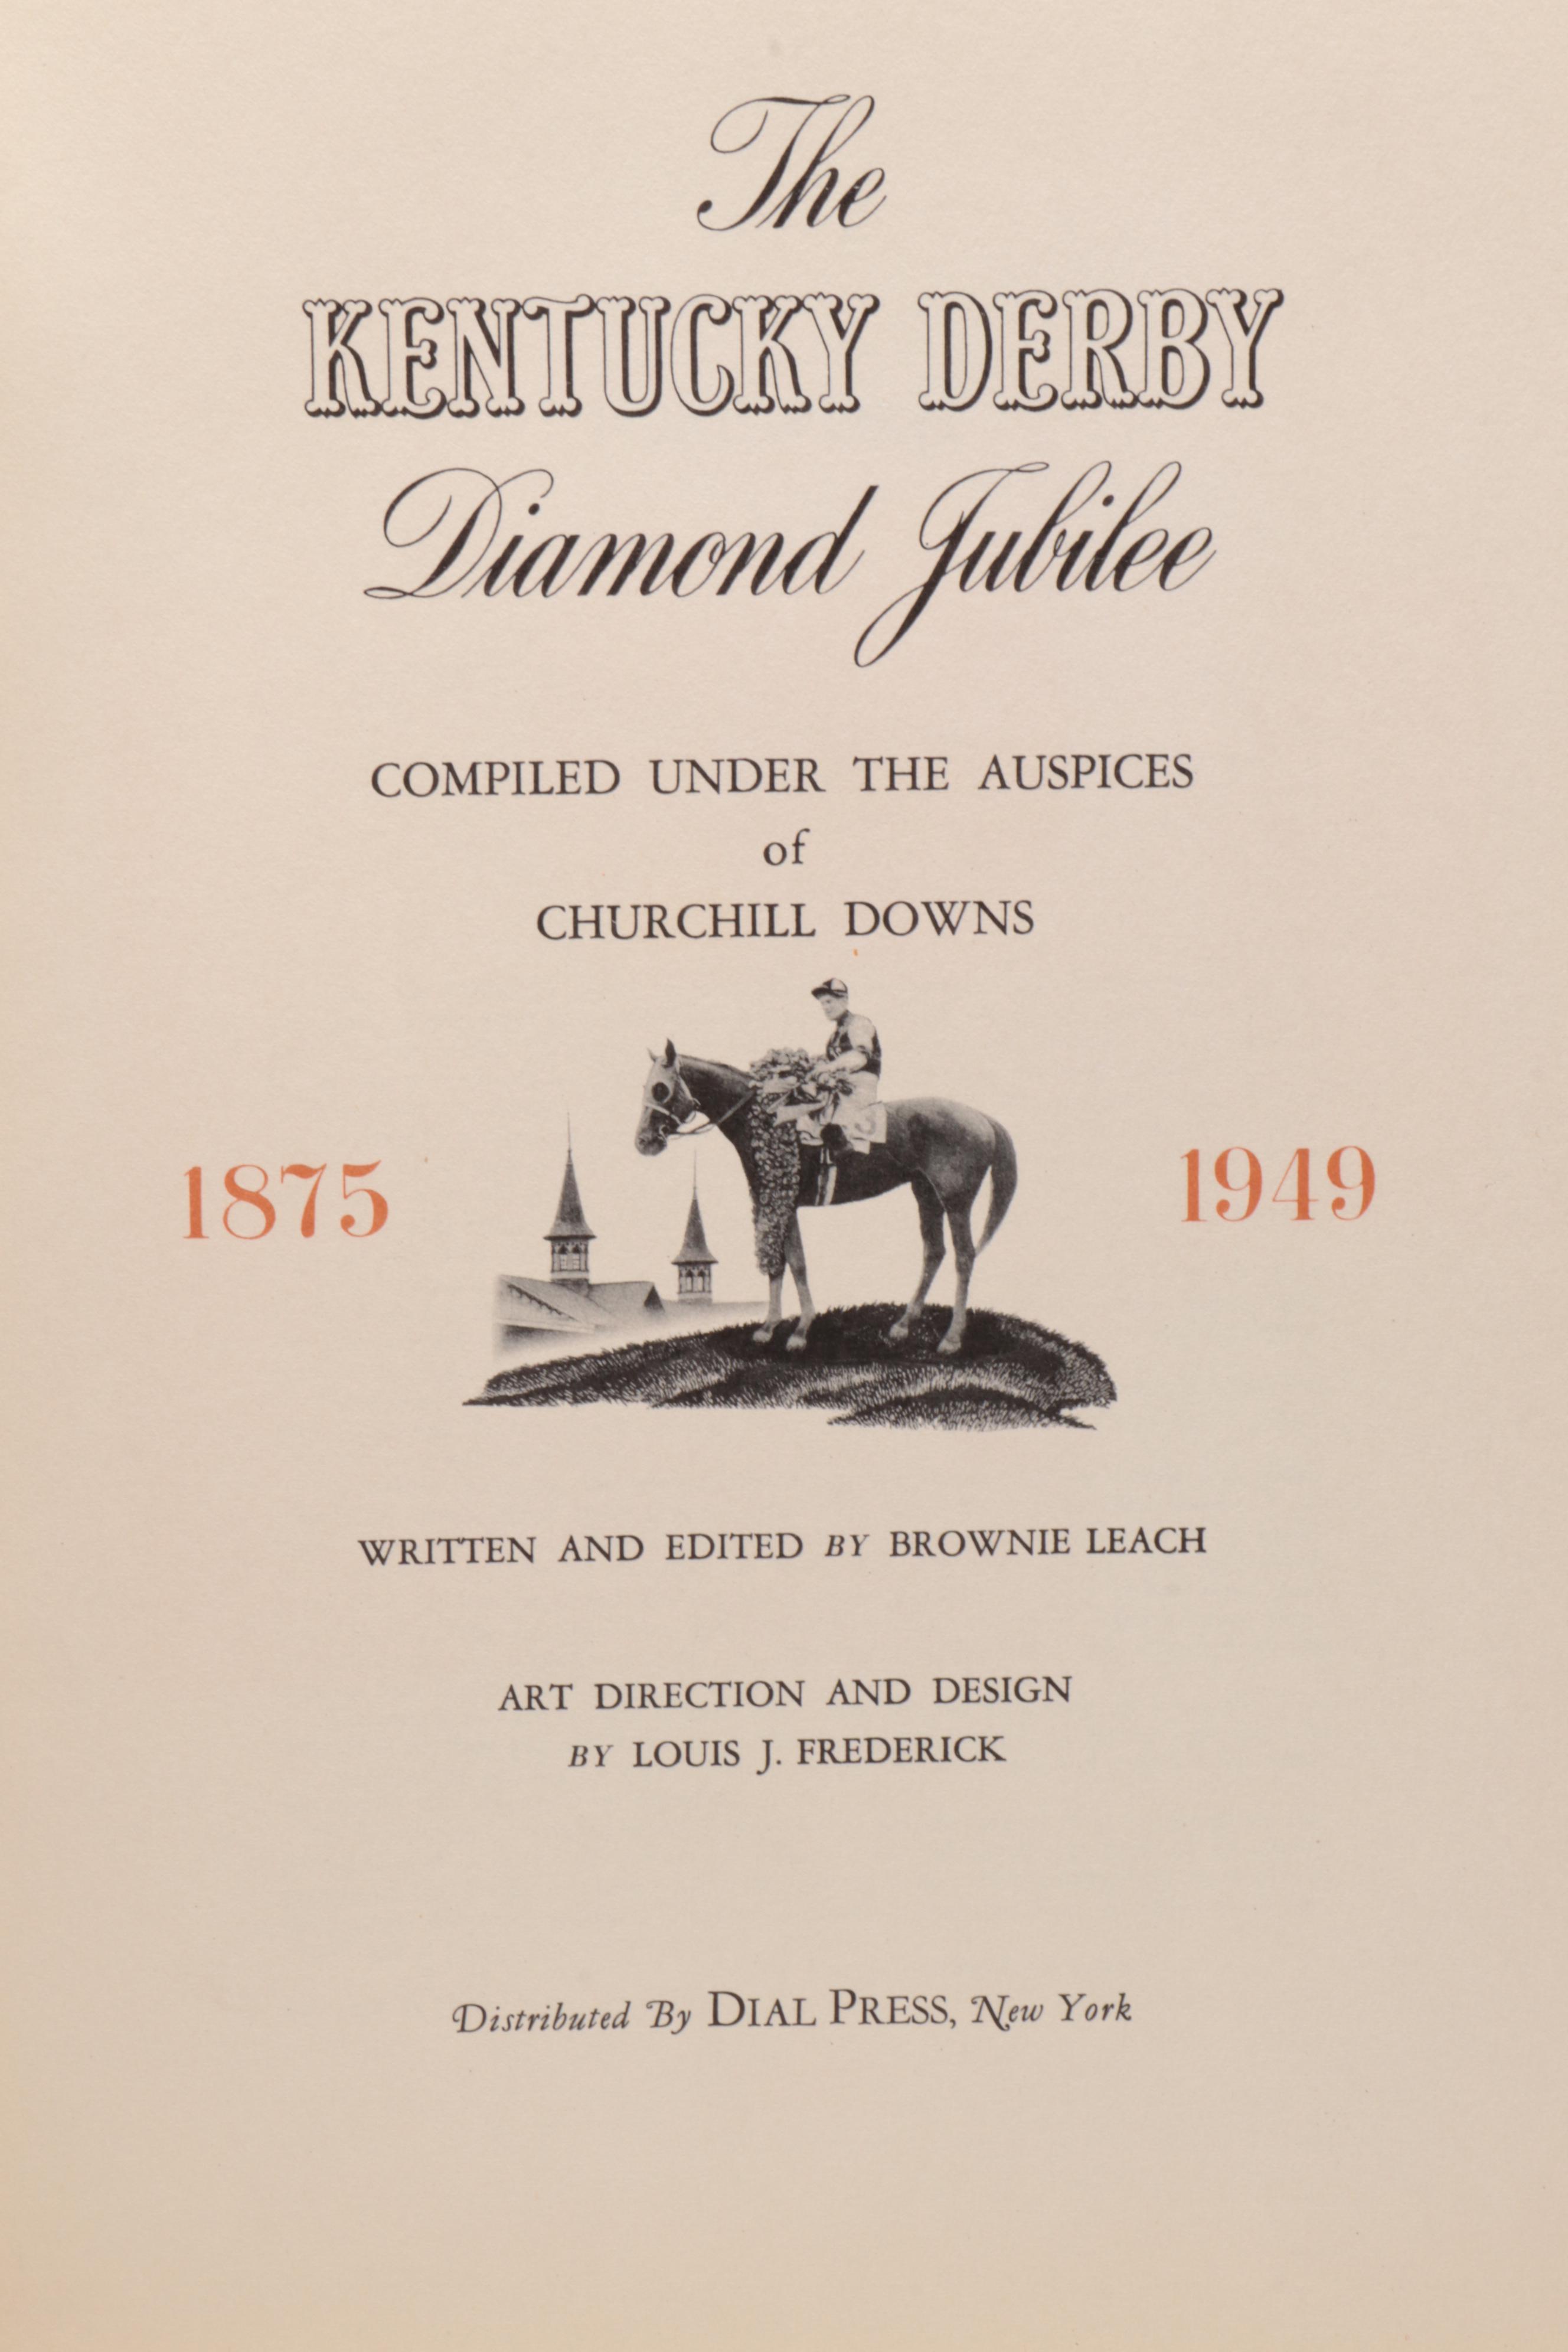 The
KENTUCKY DERBY
Diamond Jubilee
COMPILED UNDER THE AUSPICES
of
CHURCHILL DOWNS
3
1875
1949
WRITTEN AND EDITED BY BROWNIE LEACH
ART DIRECTION AND DESIGN
BY LOUIS J. FREDERICK
Distributed By DIAL PRESS, New York